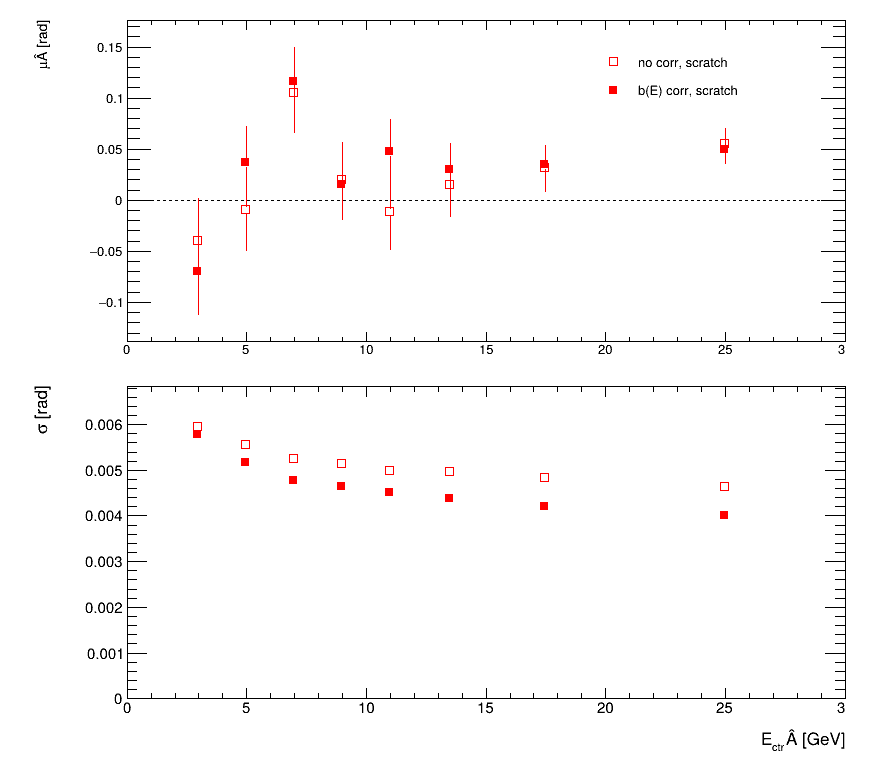 μÂ [rad]
0.15
0.1
0.05
0
−0.05
−0.1
no corr, scratch
b(E) corr, scratch
0 5 10 15 20 25 3
σ [rad]
0.006
0.005
0.004
0.003
0.002
0.001
0
0 5 10 15 20 25 3
E_ctr Â [GeV]